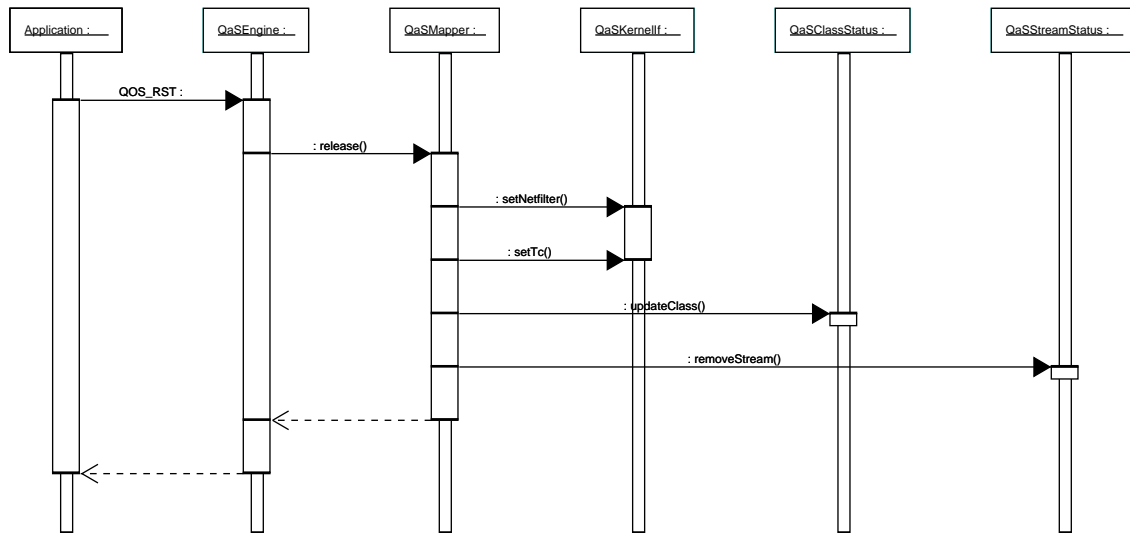 Application :
QaSEngine :
QaSMapper :
QaSKernelIf :
QaSClassStatus :
QaSStreamStatus :
QOS_RST :
: release()
: setNetfilter()
: setTc()
: updateClass()
: removeStream()